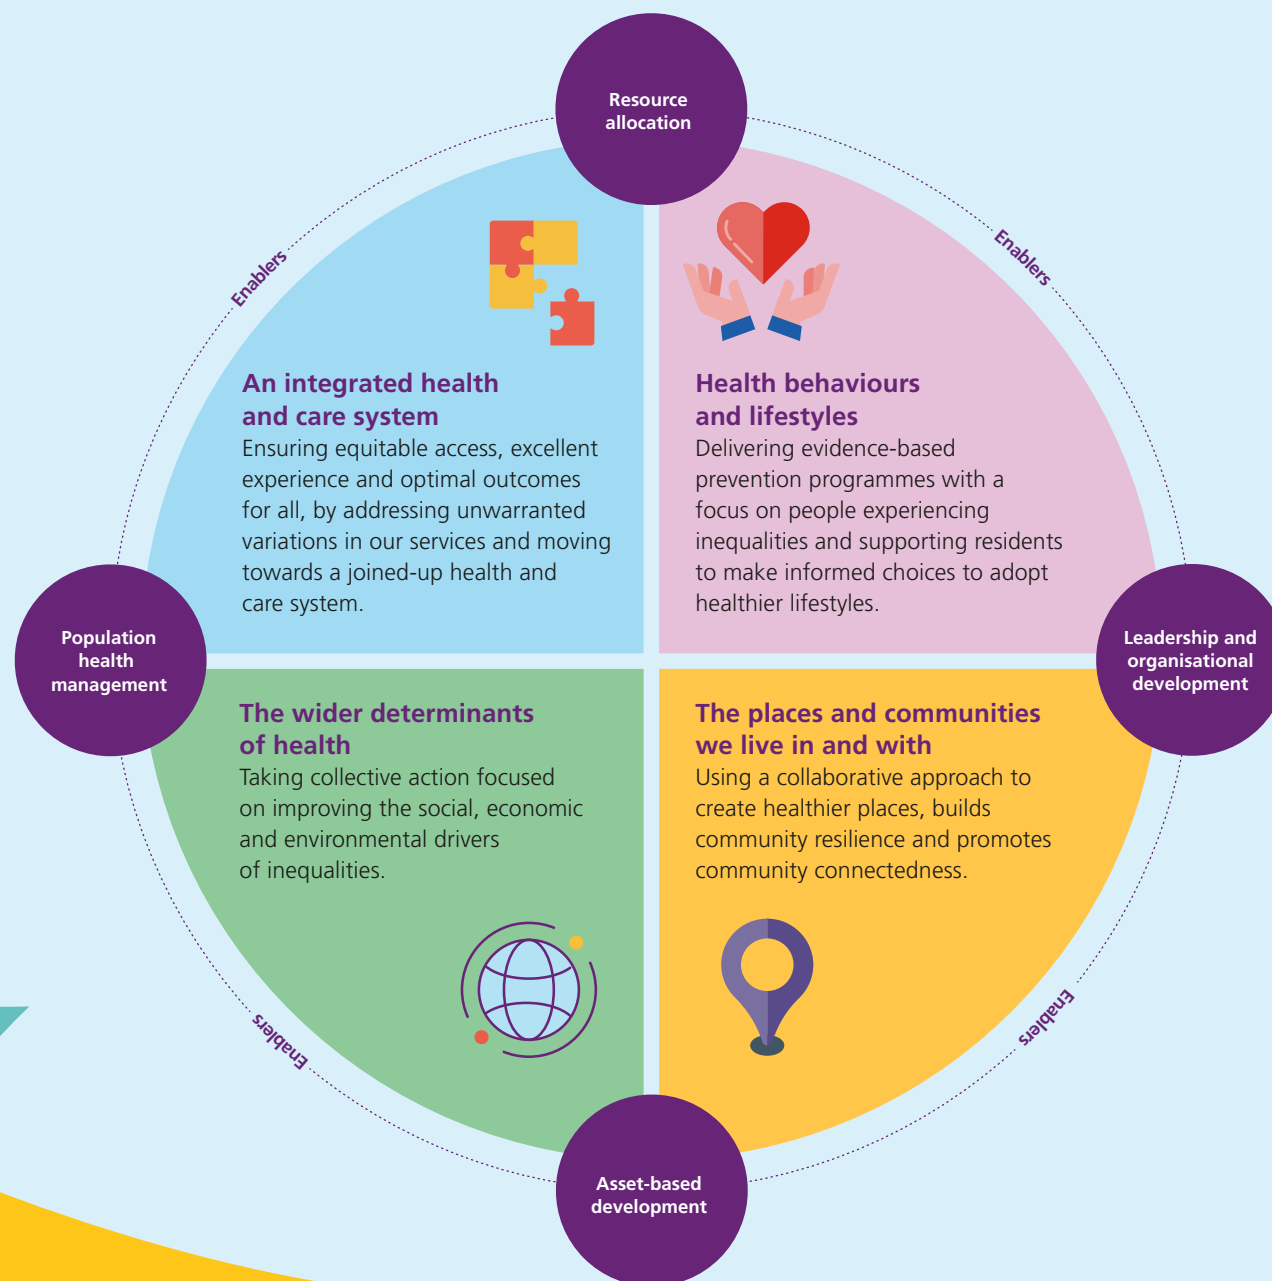 Resource
allocation
Enablers
Enablers
An integrated health
and care system
Ensuring equitable access, excellent
experience and optimal outcomes
for all, by addressing unwarranted
variations in our services and moving
towards a joined-up health and
care system.
Health behaviours
and lifestyles
Delivering evidence-based
prevention programmes with a
focus on people experiencing
inequalities and supporting residents
to make informed choices to adopt
healthier lifestyles.
Population
health
management
Leadership and
organisational
development
The wider determinants
of health
Taking collective action focused
on improving the social, economic
and environmental drivers
of inequalities.
The places and communities
we live in and with
Using a collaborative approach to
create healthier places, builds
community resilience and promotes
community connectedness.
Enablers
Enablers
Asset-based
development